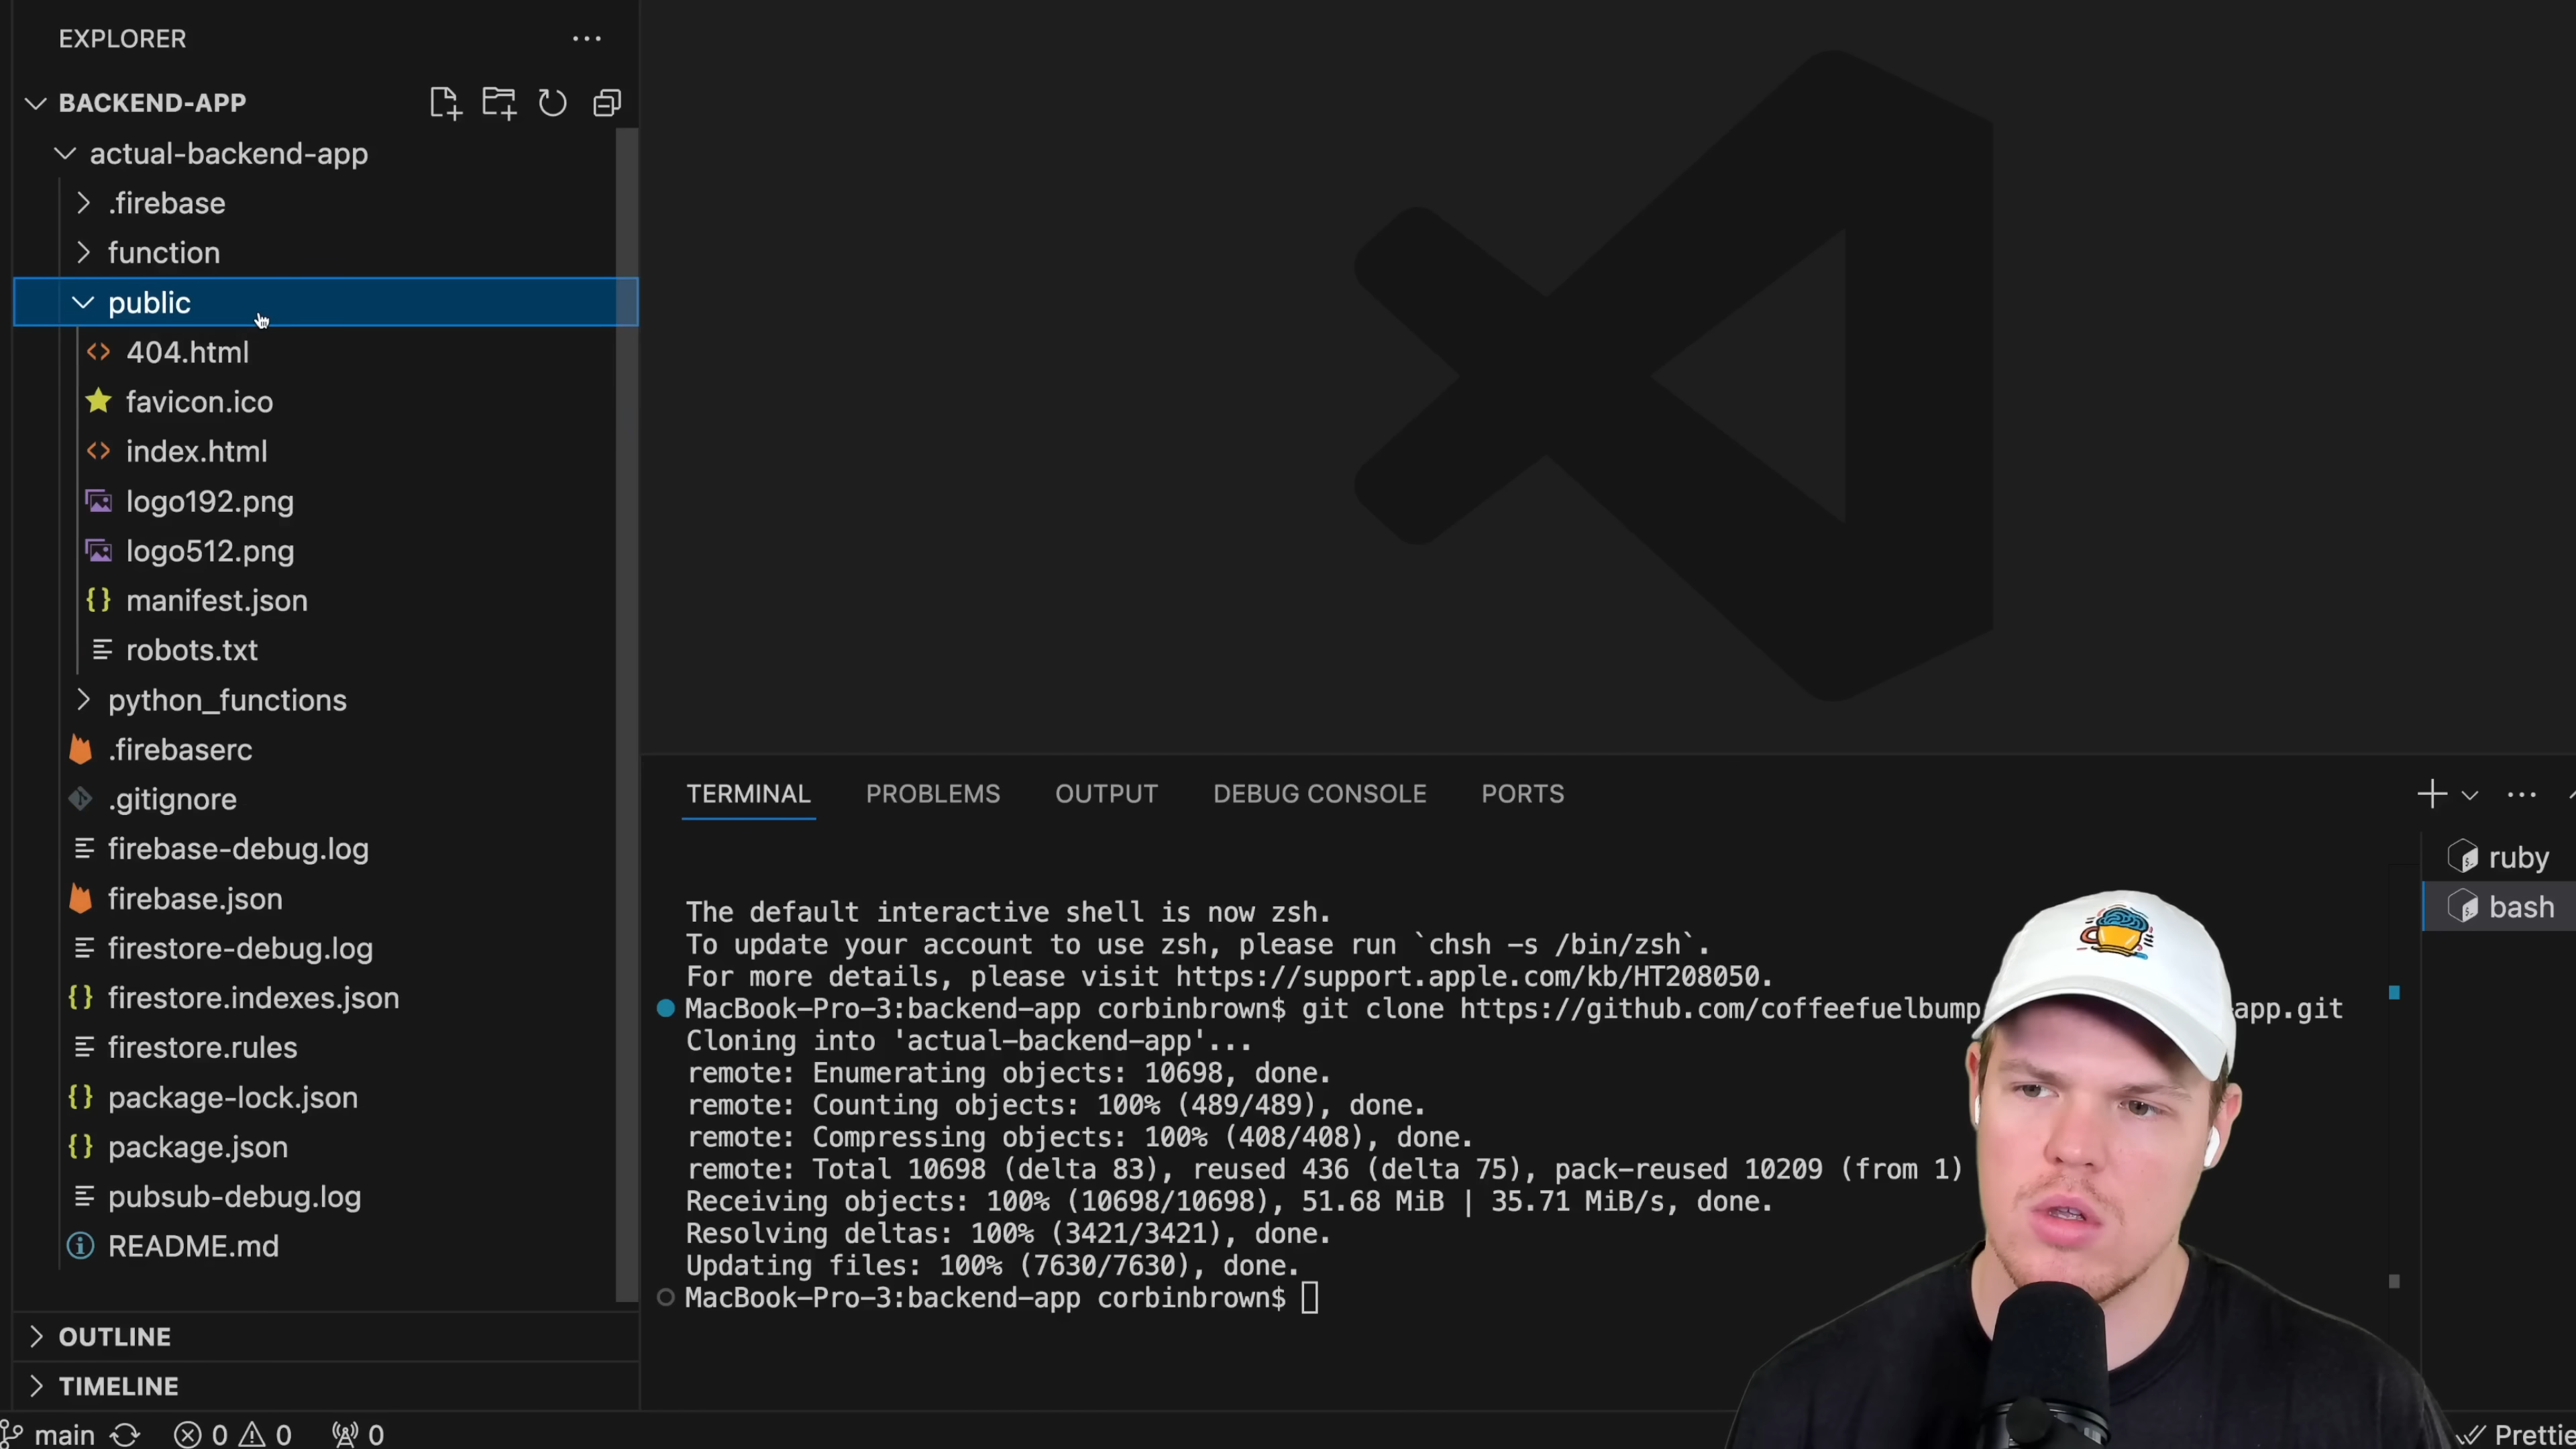 EXPLORER
BACKEND-APP
actual-backend-app
.firebase
function
public
404.html
favicon.ico
index.html
logo192.png
logo512.png
manifest.json
robots.txt
python_functions
.firebaserc
.gitignore
firebase-debug.log
firebase.json
firestore-debug.log
firestore.indexes.json
firestore.rules
package-lock.json
package.json
pubsub-debug.log
README.md
OUTLINE
TIMELINE
main 0 0 0
TERMINAL PROBLEMS OUTPUT DEBUG CONSOLE PORTS
The default interactive shell is now zsh.
To update your account to use zsh, please run `chsh -s /bin/zsh`.
For more details, please visit https://support.apple.com/kb/HT208050.
MacBook-Pro-3:backend-app corbinbrown$ git clone https://github.com/coffeefuelbump app.git
Cloning into 'actual-backend-app'...
remote: Enumerating objects: 10698, done.
remote: Counting objects: 100% (489/489), done.
remote: Compressing objects: 100% (408/408), done.
remote: Total 10698 (delta 83), reused 436 (delta 75), pack-reused 10209 (from 1)
Receiving objects: 100% (10698/10698), 51.68 MiB | 35.71 MiB/s, done.
Resolving deltas: 100% (3421/3421), done.
Updating files: 100% (7630/7630), done.
MacBook-Pro-3:backend-app corbinbrown$
ruby
bash
Prettie